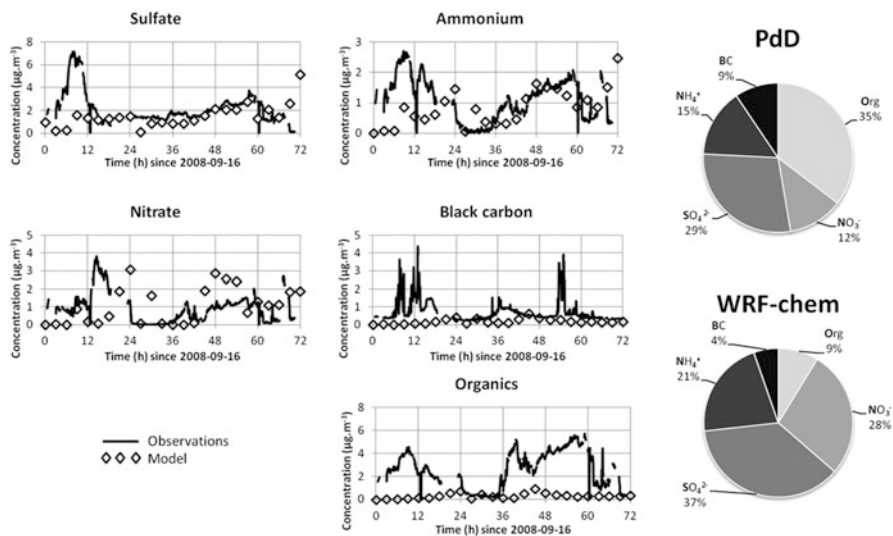 Sulfate
Concentration (µg.m-3)
8
6
4
2
0
0 12 24 36 48 60 72
Time (h) since 2008-09-16
Ammonium
Concentration (µg.m-3)
3
2
1
0
0 12 24 36 48 60 72
Time (h) since 2008-09-16
Nitrate
Concentration (µg.m-3)
5
4
3
2
1
0
0 12 24 36 48 60 72
Time (h) since 2008-09-16
Black carbon
Concentration (µg.m-3)
5
4
3
2
1
0
0 12 24 36 48 60 72
Time (h) since 2008-09-16
Organics
Concentration (µg.m-3)
8
6
4
2
0
0 12 24 36 48 60 72
Time (h) since 2008-09-16
Observations
Model
PdD
BC
9%
NH4+
15%
Org
35%
SO4 2-
29%
NO3-
12%
WRF-chem
BC
4%
Org
9%
NH4+
21%
NO3-
28%
SO4 2-
37%